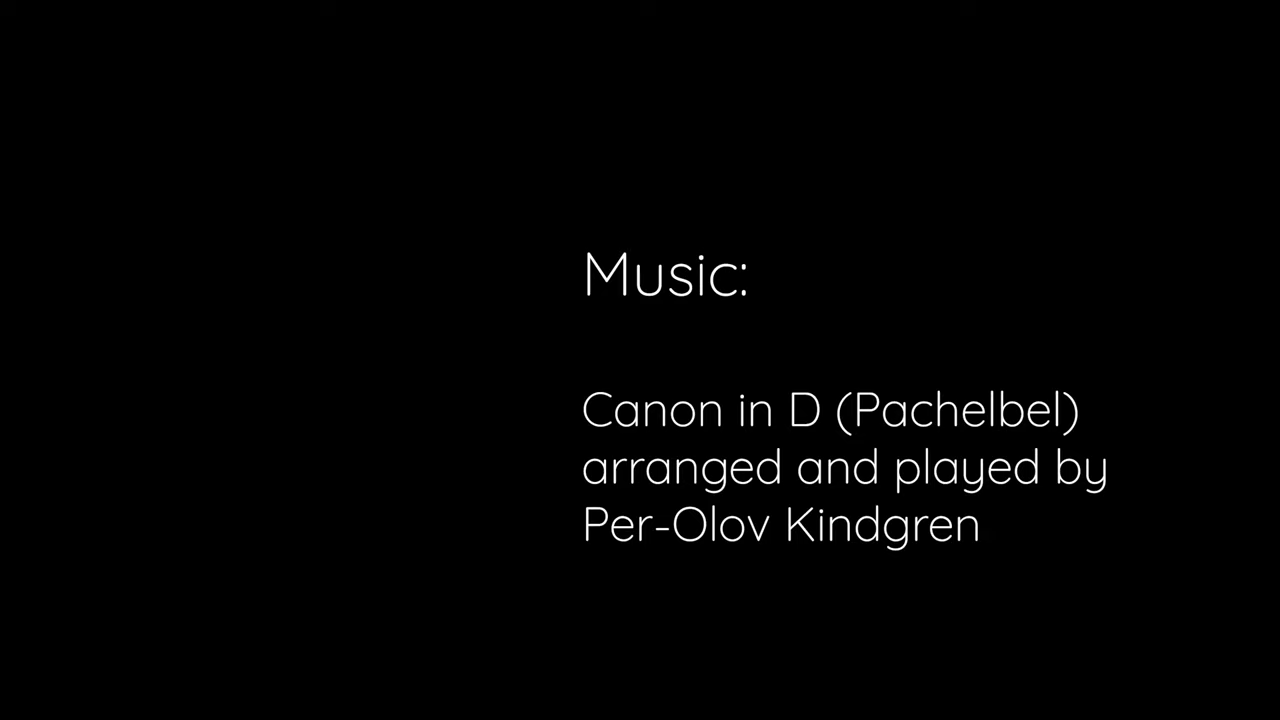 Music:
Canon in D (Pachelbel)
arranged and played by
Per-Olov Kindgren